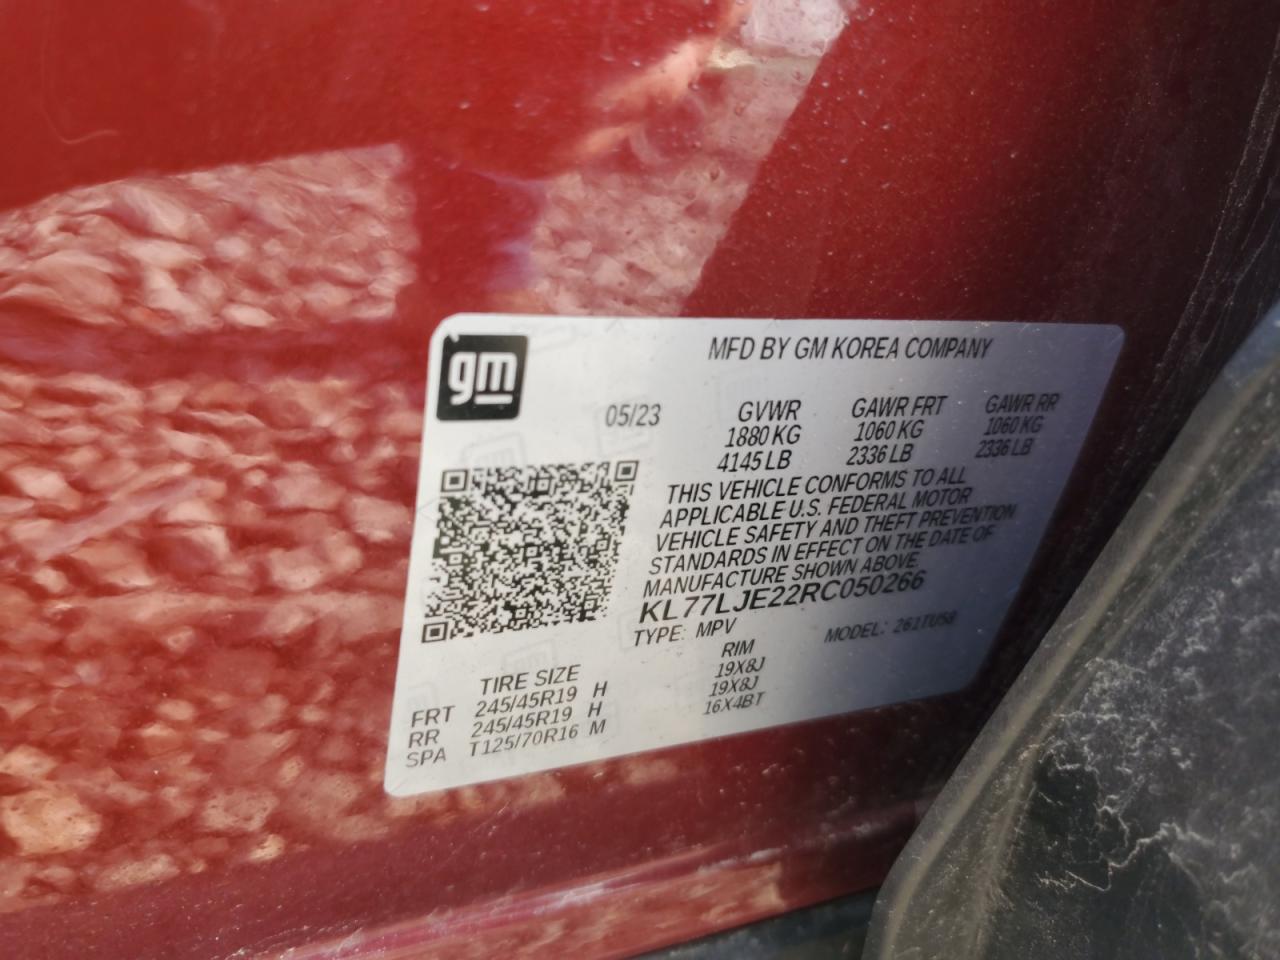 gm
MFD BY GM KOREA COMPANY
05/23 GVWR GAWR FRT GAWR RR
1880 KG 1060 KG 1060 KG
4145 LB 2336 LB 2336 LB
THIS VEHICLE CONFORMS TO ALL
APPLICABLE U.S. FEDERAL MOTOR
VEHICLE SAFETY AND THEFT PREVENTION
STANDARDS IN EFFECT ON THE DATE OF
MANUFACTURE SHOWN ABOVE.
KL77LJE22RC050266
TYPE: MPV MODEL: 261TU58
TIRE SIZE RIM
FRT 245/45R19 H 19X8J
RR 245/45R19 H 19X8J
SPA T125/70R16 M 16X4BT